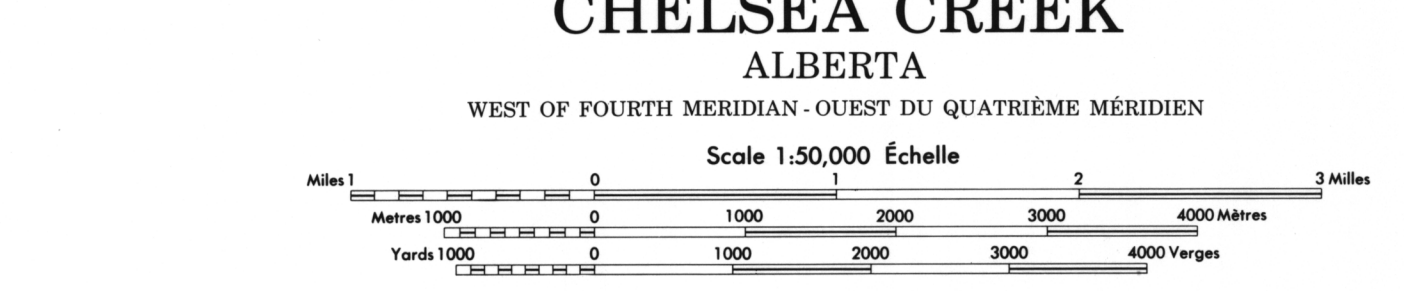 CHELSEA CREEK
ALBERTA
WEST OF FOURTH MERIDIAN - OUEST DU QUATRIÈME MÉRIDIEN
Scale 1:50,000 Échelle
Miles 1 0 1 2 3 Milles
Metres 1000 0 1000 2000 3000 4000 Mètres
Yards 1000 0 1000 2000 3000 4000 Verges